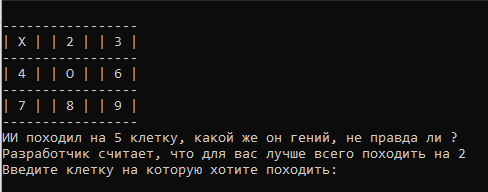 -----------------
| X | | 2 | | 3 |
-----------------
| 4 | | 0 | | 6 |
-----------------
| 7 | | 8 | | 9 |
-----------------
ИИ походил на 5 клетку, какой же он гений, не правда ли ?
Разработчик считает, что для вас лучше всего походить на 2
Введите клетку на которую хотите походить: